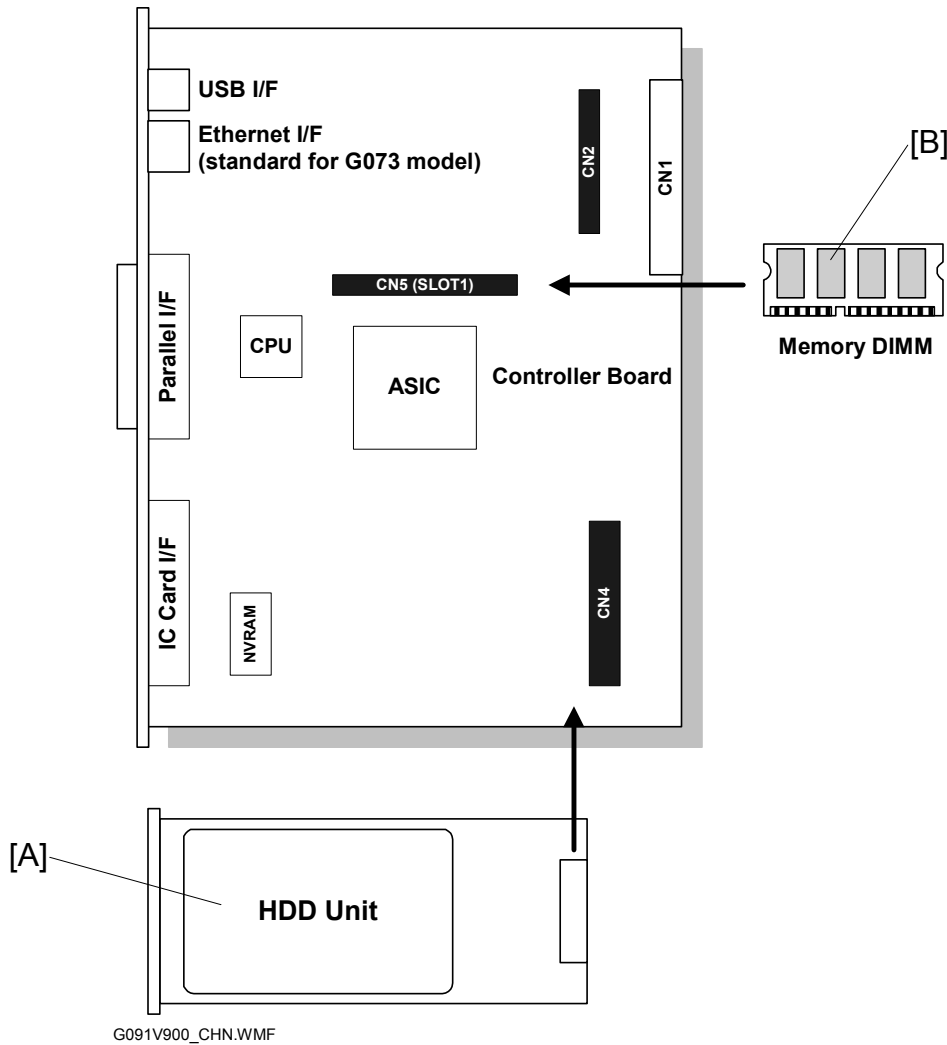 USB I/F
Ethernet I/F
(standard for G073 model)
CN2
CN1
[B]
CN5 (SLOT1)
Parallel I/F
CPU
ASIC
Controller Board
Memory DIMM
IC Card I/F
NVRAM
CN4
[A]
HDD Unit
G091V900_CHN.WMF